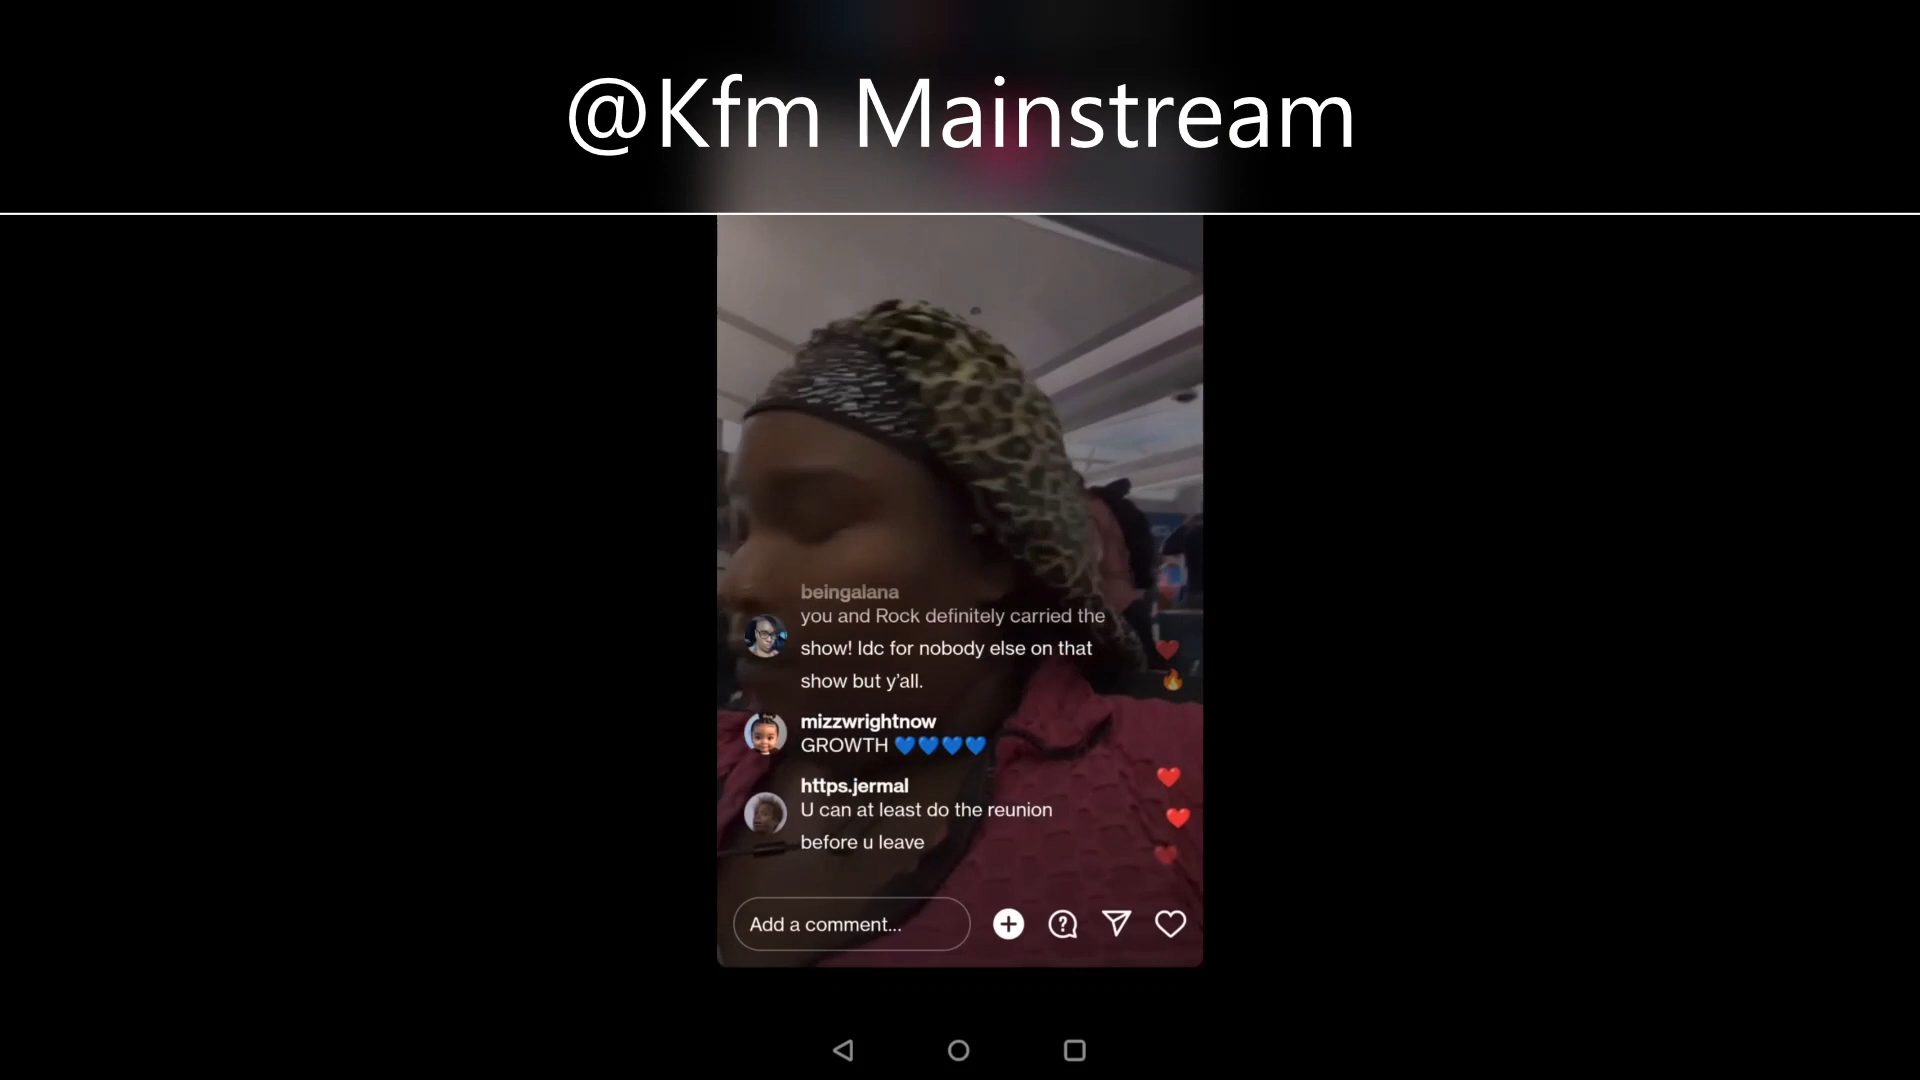 @Kfm Mainstream
beingalana
you and Rock definitely carried the
show! Idc for nobody else on that
show but y'all.
mizzwrightnow
GROWTH 💙💙💙💙
https.jermal
U can at least do the reunion
before u leave
Add a comment...